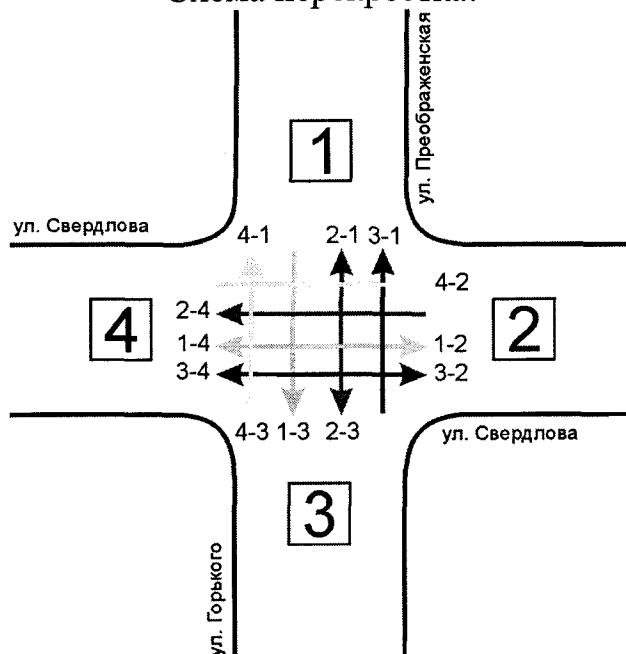 Схема перекрестка:
ул. Преображенская
1
ул. Свердлова
4-1 2-1 3-1
4-2
2-4
4
1-4
1-2
2
3-4
3-2
4-3 1-3 2-3
ул. Свердлова
3
ул. Горького